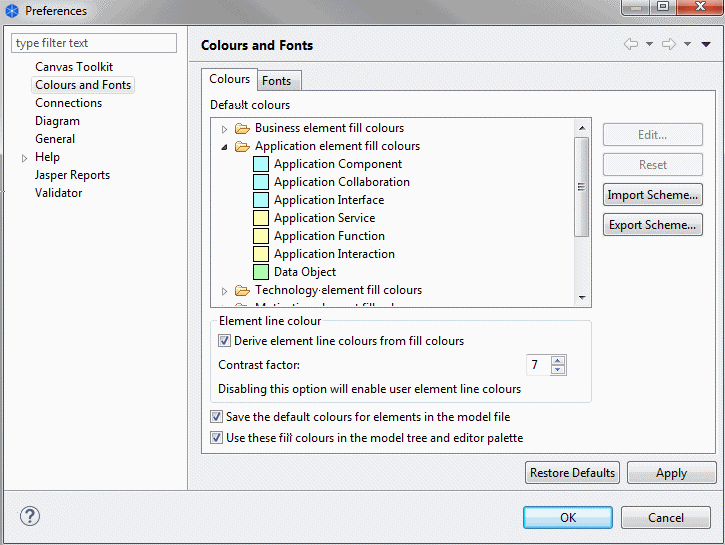 Preferences
type filter text
Canvas Toolkit
Colours and Fonts
Connections
Diagram
General
Help
Jasper Reports
Validator
Colours and Fonts
Colours
Fonts
Default colours
Business element fill colours
Application element fill colours
Application Component
Application Collaboration
Application Interface
Application Service
Application Function
Application Interaction
Data Object
Technology element fill colours
Edit...
Reset
Import Scheme...
Export Scheme...
Element line colour
Derive element line colours from fill colours
Contrast factor:
7
Disabling this option will enable user element line colours
Save the default colours for elements in the model file
Use these fill colours in the model tree and editor palette
Restore Defaults
Apply
?
OK
Cancel